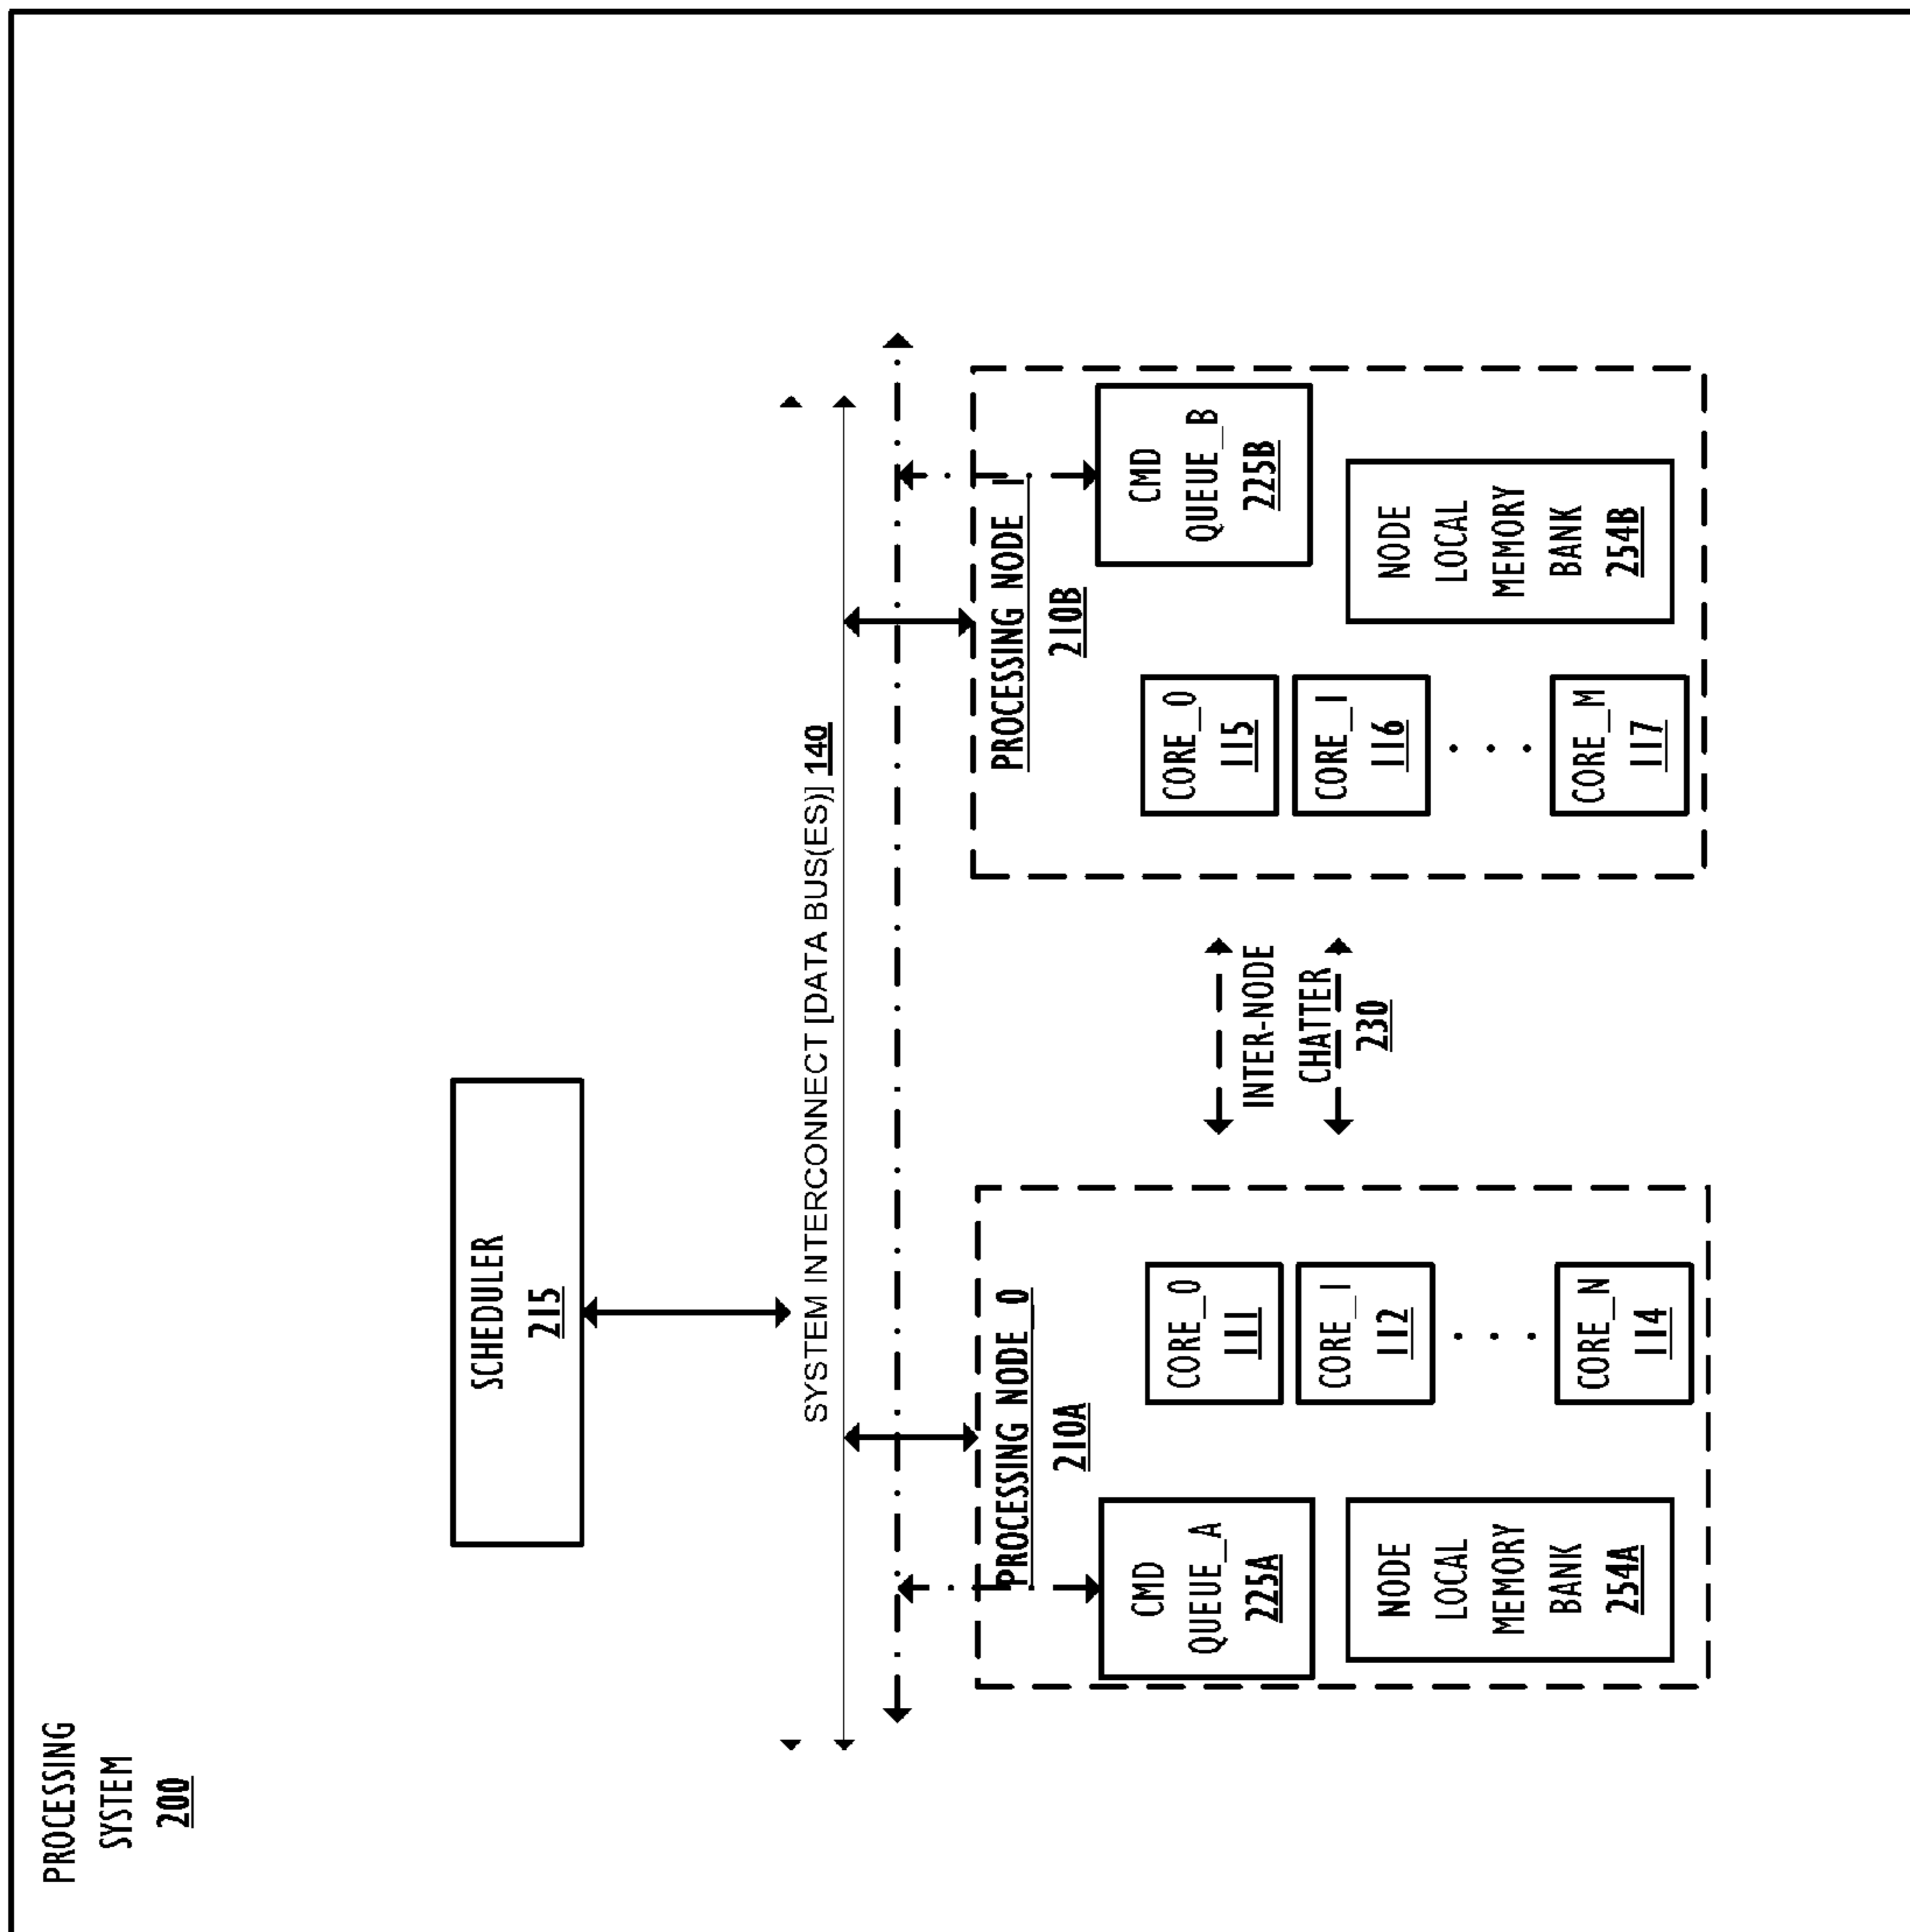 PROCESSING
SYSTEM
200
SCHEDULER
215
SYSTEM INTERCONNECT [DATA BUS(ES)] 140
PROCESSING NODE_0
210A
CMD
QUEUE_A
225A
NODE
LOCAL
MEMORY
BANK
254A
CORE_0
111
CORE_1
112
. . .
CORE_N
114
INTER-NODE
CHATTER
230
PROCESSING NODE_1
210B
CORE_0
115
CORE_1
116
. . .
CORE_M
117
CMD
QUEUE_B
225B
NODE
LOCAL
MEMORY
BANK
254B